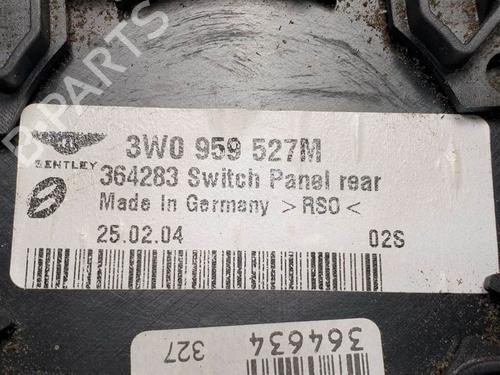 B PARTS
BENTLEY
3W0 959 527M
364283 Switch Panel rear
Made In Germany >RSO<
25.02.04 02S
364634
327